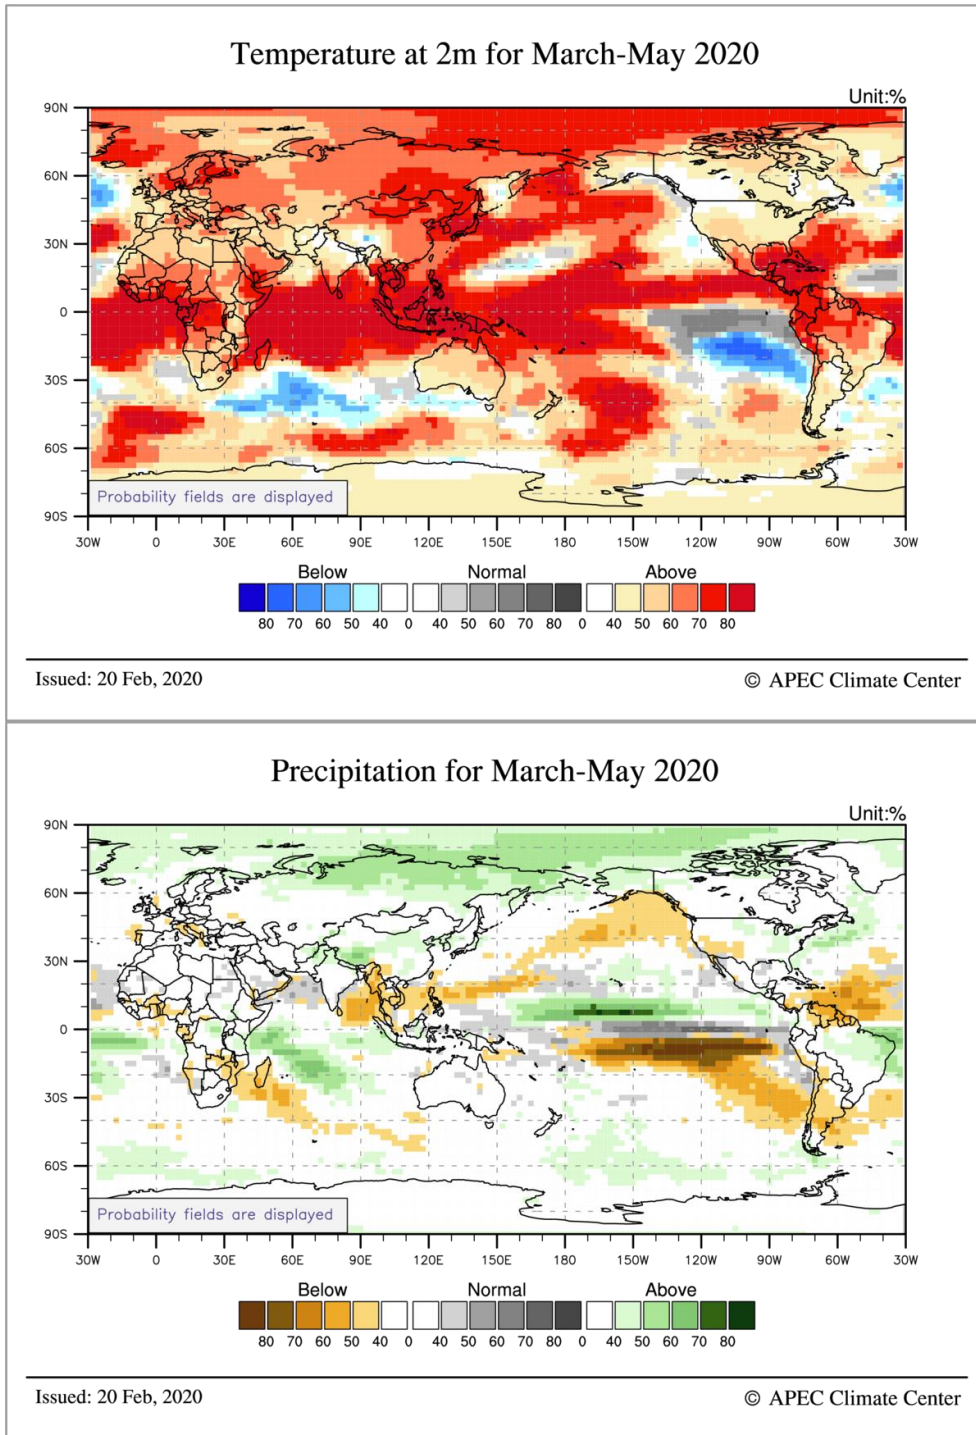 Temperature at 2m for March-May 2020
Unit:%
90N
60N
30N
0
30S
60S
90S
Probability fields are displayed
30W 0 30E 60E 90E 120E 150E 180 150W 120W 90W 60W 30W
Below Normal Above
80 70 60 50 40 0 40 50 60 70 80 0 40 50 60 70 80
Issued: 20 Feb, 2020 © APEC Climate Center
Precipitation for March-May 2020
Unit:%
90N
60N
30N
0
30S
60S
90S
Probability fields are displayed
30W 0 30E 60E 90E 120E 150E 180 150W 120W 90W 60W 30W
Below Normal Above
80 70 60 50 40 0 40 50 60 70 80 0 40 50 60 70 80
Issued: 20 Feb, 2020 © APEC Climate Center